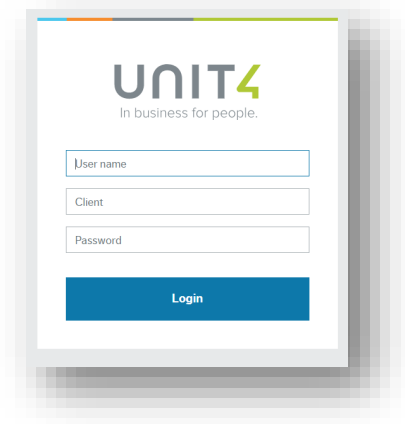 UNIT4
In business for people.
User name
Client
Password
Login